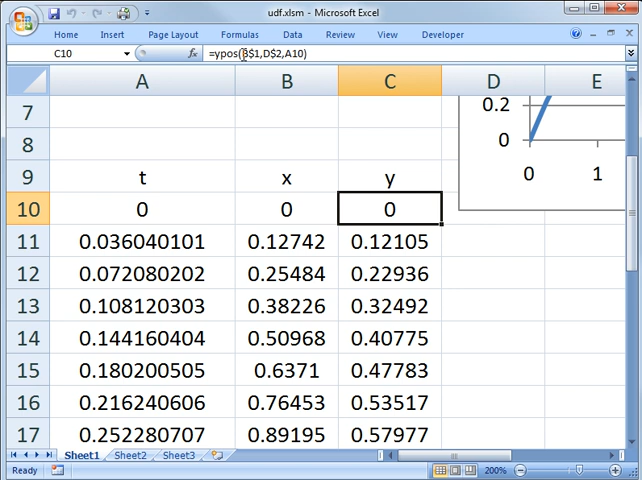 udf.xlsm - Microsoft Excel
Home Insert Page Layout Formulas Data Review View Developer
C10 fx =ypos(B$1,D$2,A10)
A B C D E
7 0.2
8 0
9 t x y 0 1
10 0 0 0
11 0.036040101 0.12742 0.12105
12 0.072080202 0.25484 0.22936
13 0.108120303 0.38226 0.32492
14 0.144160404 0.50968 0.40775
15 0.180200505 0.6371 0.47783
16 0.216240606 0.76453 0.53517
17 0.252280707 0.89195 0.57977
Sheet1 Sheet2 Sheet3
Ready 200%